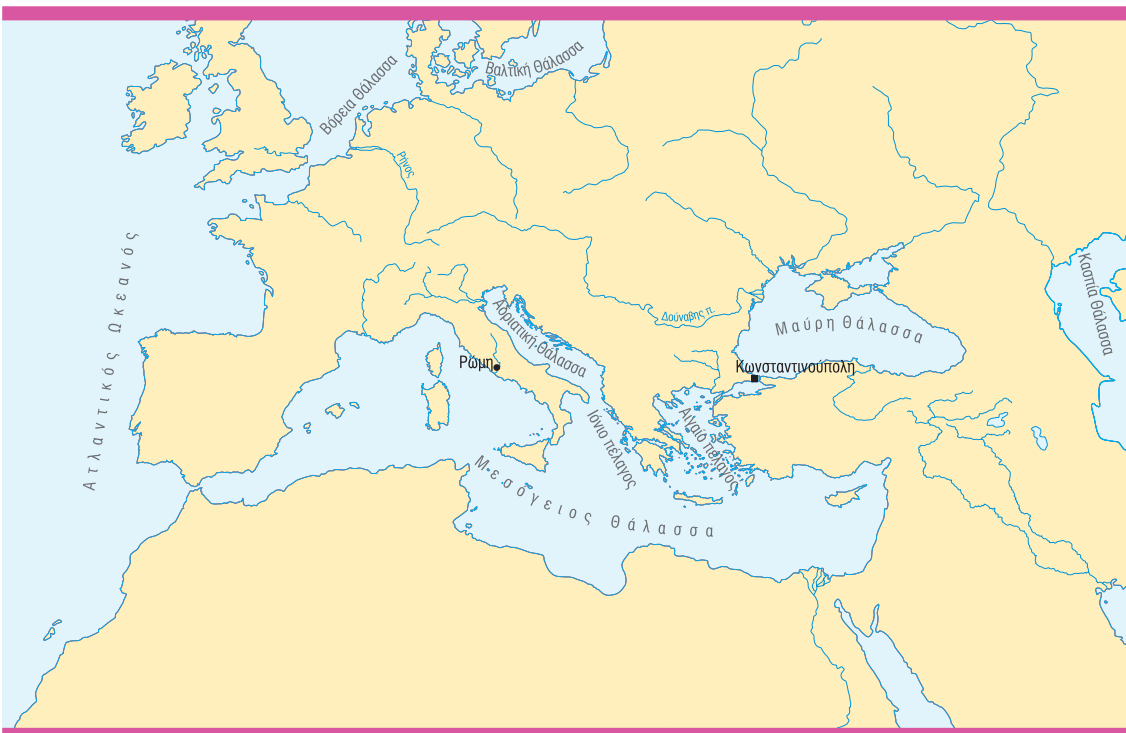 Βαλτική Θάλασσα
Βόρεια Θάλασσα
Ρήνος
Ατλαντικός Ωκεανός
Κασπία Θάλασσα
Δούναβης π.
Αδριατική Θάλασσα
Μαύρη Θάλασσα
Ρώμη
Κωνσταντινούπολη
Ιόνιο πέλαγος
Αιγαίο πέλαγος
Μεσόγειος Θάλασσα